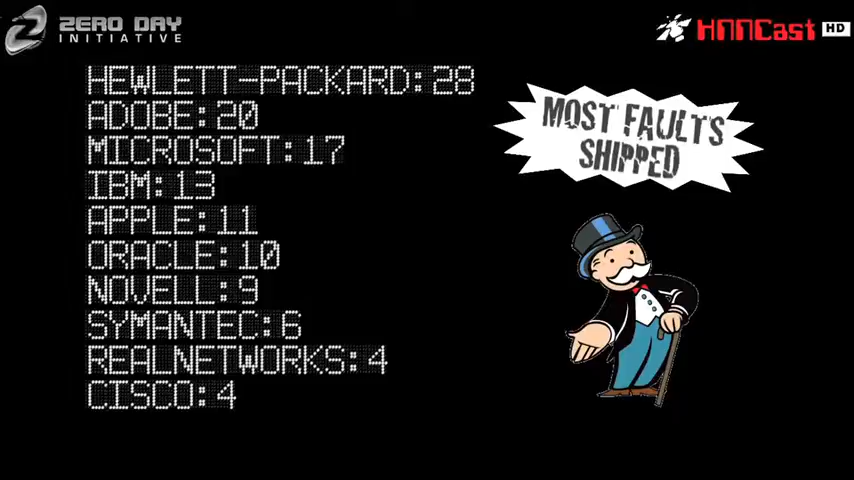 ZERO DAY
INITIATIVE
HNNCast HD
HEWLETT-PACKARD: 28
ADOBE: 20
MICROSOFT: 17
IBM: 13
APPLE: 11
ORACLE: 10
NOVELL: 9
SYMANTEC: 6
REALNETWORKS: 4
CISCO: 4
MOST FAULTS
SHIPPED